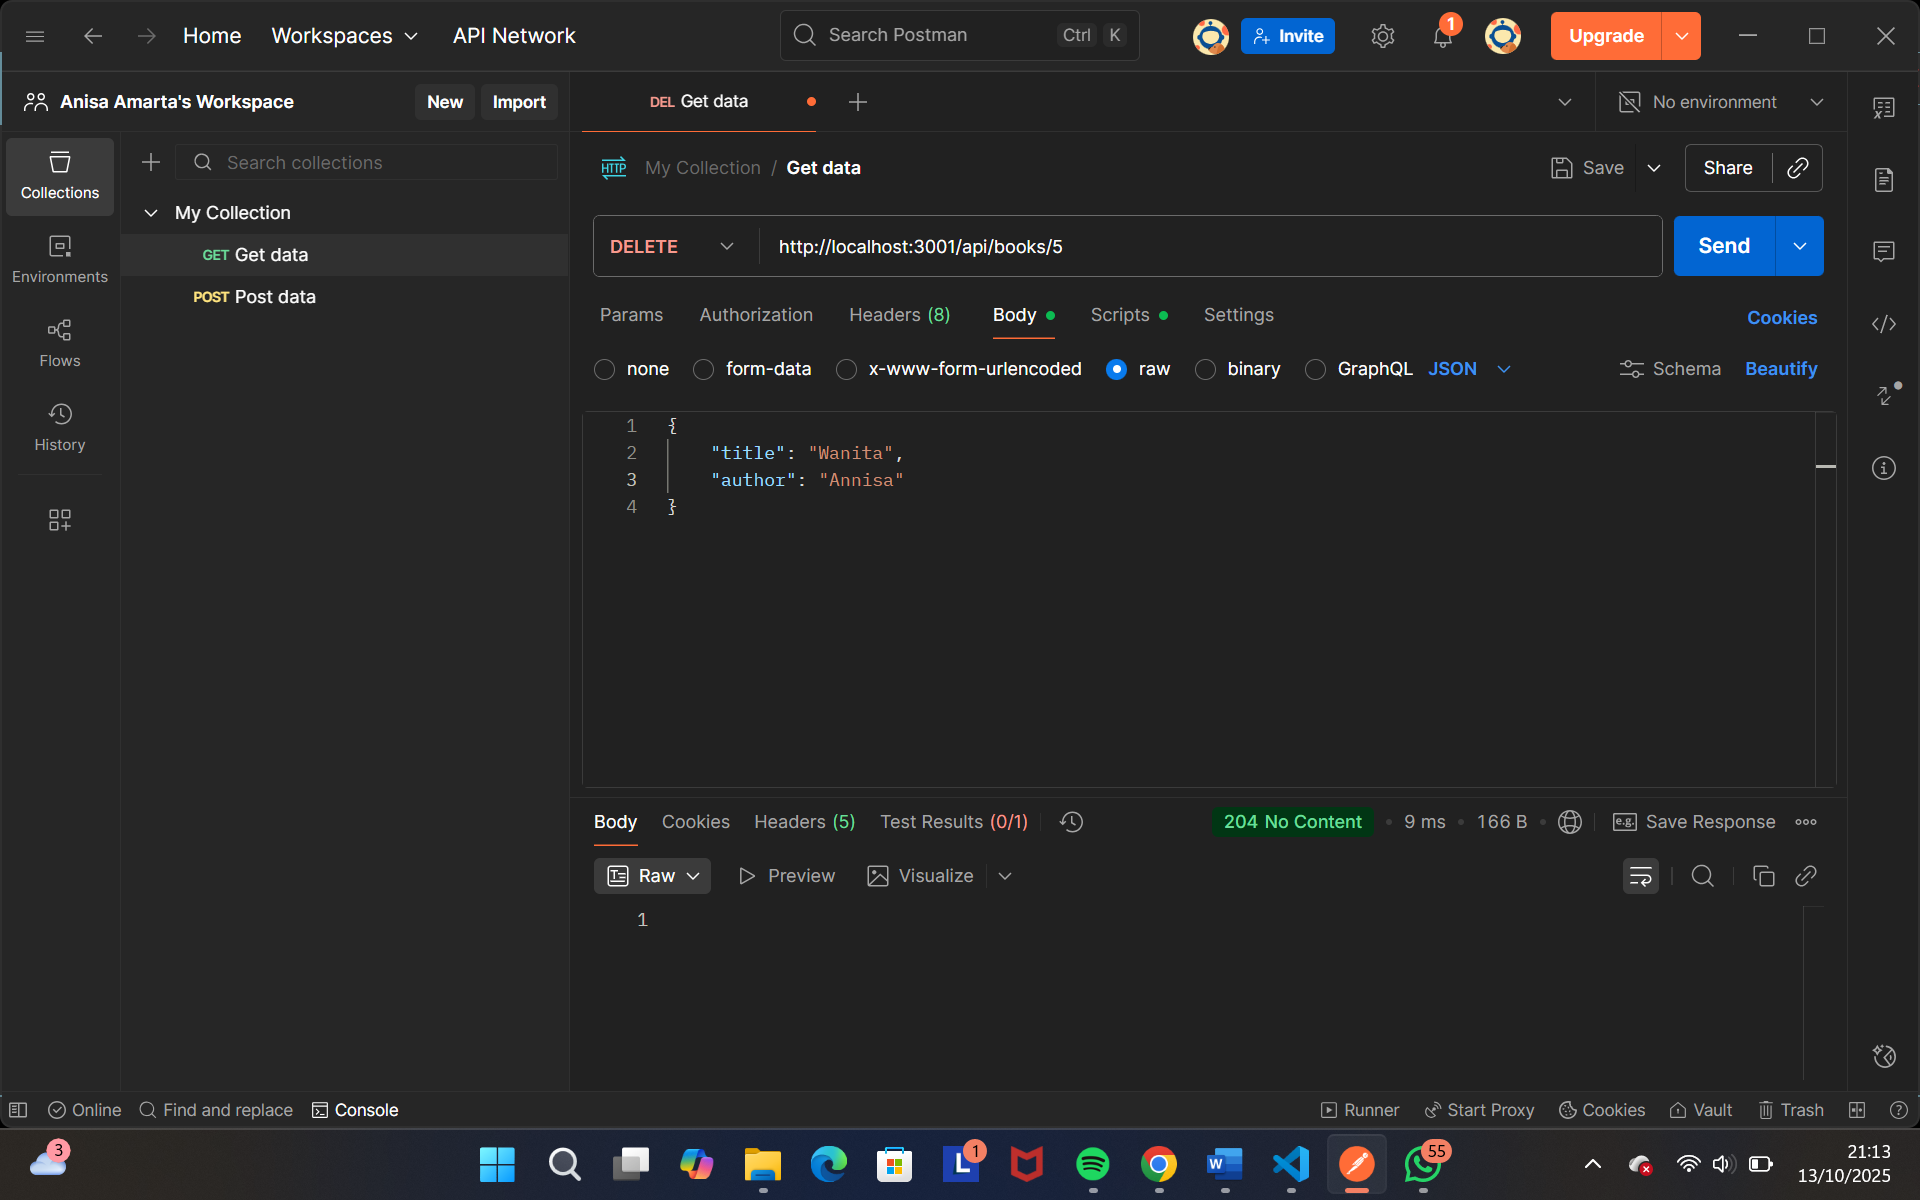 Home Workspaces API Network Search Postman Ctrl K Invite 1 Upgrade
Anisa Amarta's Workspace New Import DEL Get data No environment
Collections Search collections HTTP My Collection / Get data Save Share
My Collection
GET Get data DELETE http://localhost:3001/api/books/5 Send
Environments
POST Post data
Params Authorization Headers (8) Body Scripts Settings Cookies
Flows
none form-data x-www-form-urlencoded raw binary GraphQL JSON Schema Beautify
History
1 {
2 "title": "Wanita",
3 "author": "Annisa"
4 }
Body Cookies Headers (5) Test Results (0/1) 204 No Content 9 ms 166 B e.g. Save Response
Raw Preview Visualize
1
Online Find and replace Console Runner Start Proxy Cookies Vault Trash
3 L 1 W 55 21:13
13/10/2025